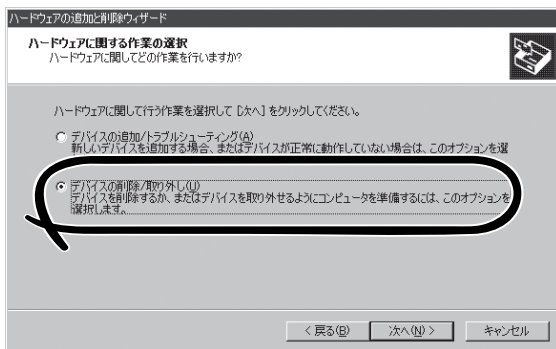 ハードウェアの追加と削除ウィザード
ハードウェアに関する作業の選択
ハードウェアに関してどの作業を行いますか?
ハードウェアに関して行う作業を選択して [次へ] をクリックしてください。
デバイスの追加/トラブルシューティング(A)
新しいデバイスを追加する場合、またはデバイスが正常に動作していない場合は、このオプションを選
デバイスの削除/取り外し(U)
デバイスを削除するか、またはデバイスを取り外せるようにコンピュータを準備するには、このオプションを
選択します。
< 戻る(B)
次へ(N) >
キャンセル